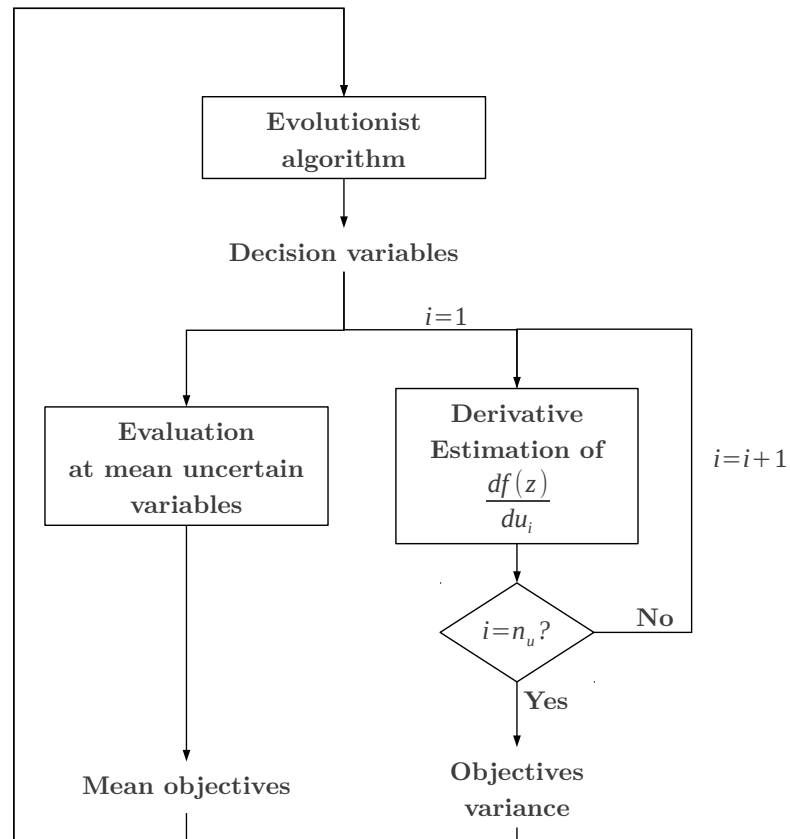 Evolutionist
algorithm
Decision variables
i=1
Evaluation
at mean uncertain
variables
Derivative
Estimation of
df(z)
du_i
i=i+1
i=n_u?
No
Yes
Mean objectives
Objectives
variance